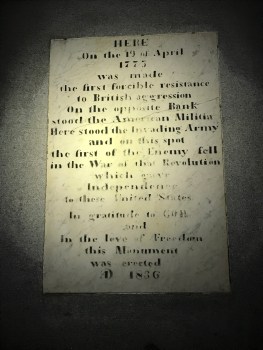 HERE
On the 19 of April
1775
was made
the first forcible resistance
to British aggression
On the opposite Bank
stood the American Militia
Here stood the Invading Army
and on this spot
the first of the Enemy fell
in the War of that Revolution
which gave
Independence
to these United States
In gratitude to GOD
and
In the love of Freedom
this Monument
was erected
AD 1836